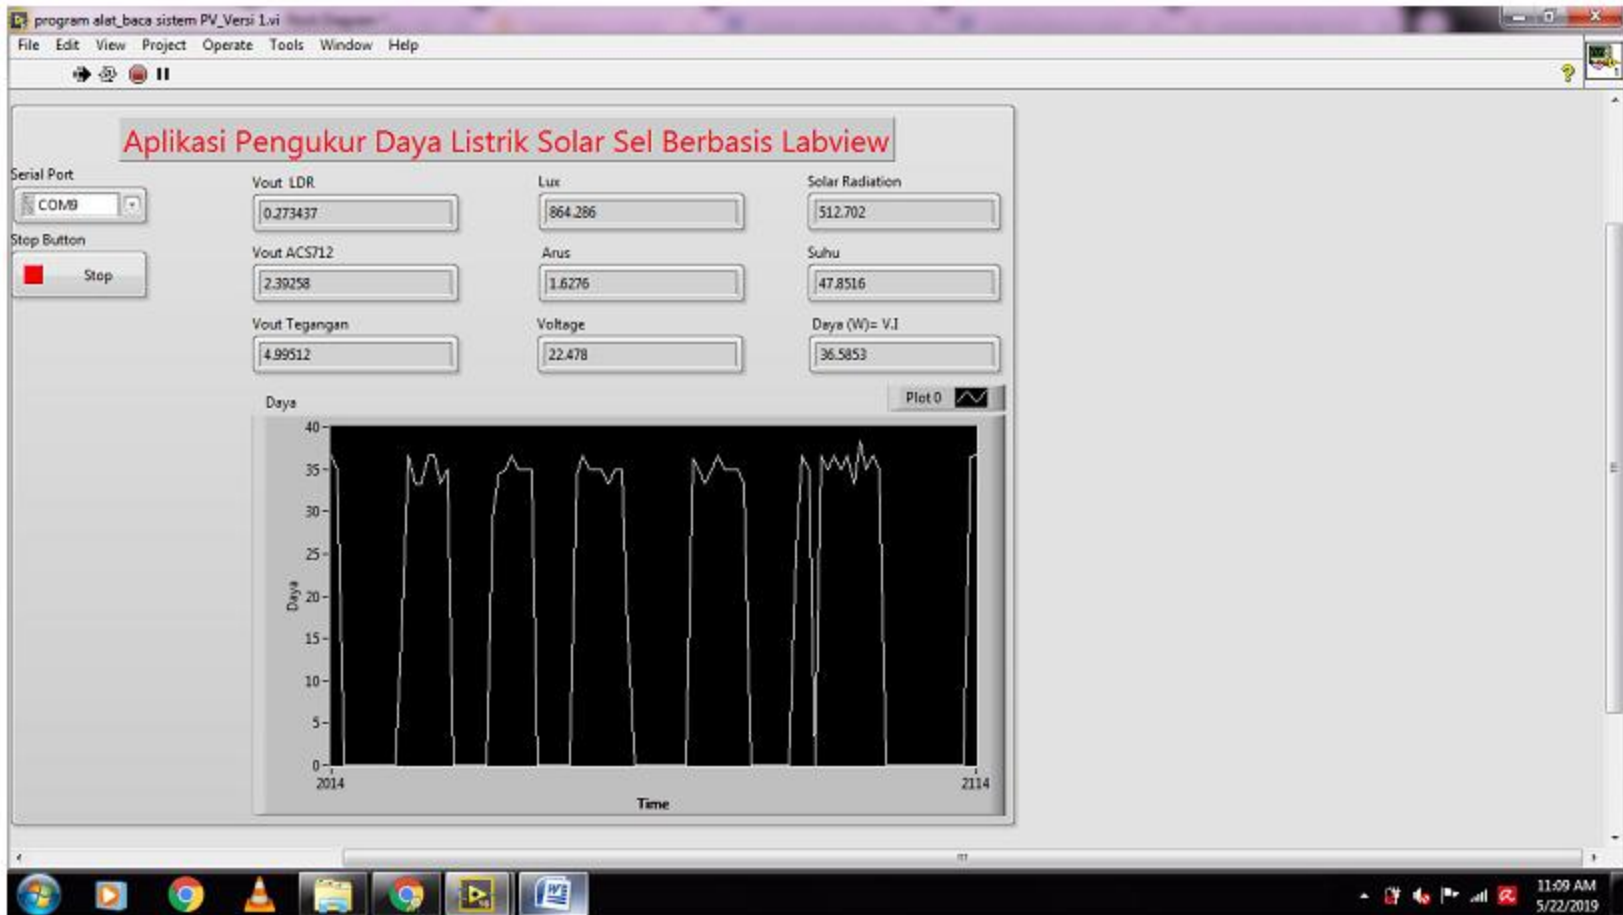 program alat_baca sistem PV_Versi 1.vi
File Edit View Project Operate Tools Window Help
Aplikasi Pengukur Daya Listrik Solar Sel Berbasis Labview
Serial Port
COM9
Stop Button
Stop
Vout LDR
0.273437
Lux
864.286
Solar Radiation
512.702
Vout ACS712
2.39258
Arus
1.6276
Suhu
47.8516
Vout Tegangan
4.99512
Voltage
22.478
Daya (W)= V.I
36.5853
Daya
Plot 0
40
35
30
25
20
15
10
5
0
Daya
2014
2114
Time
11:09 AM
5/22/2019